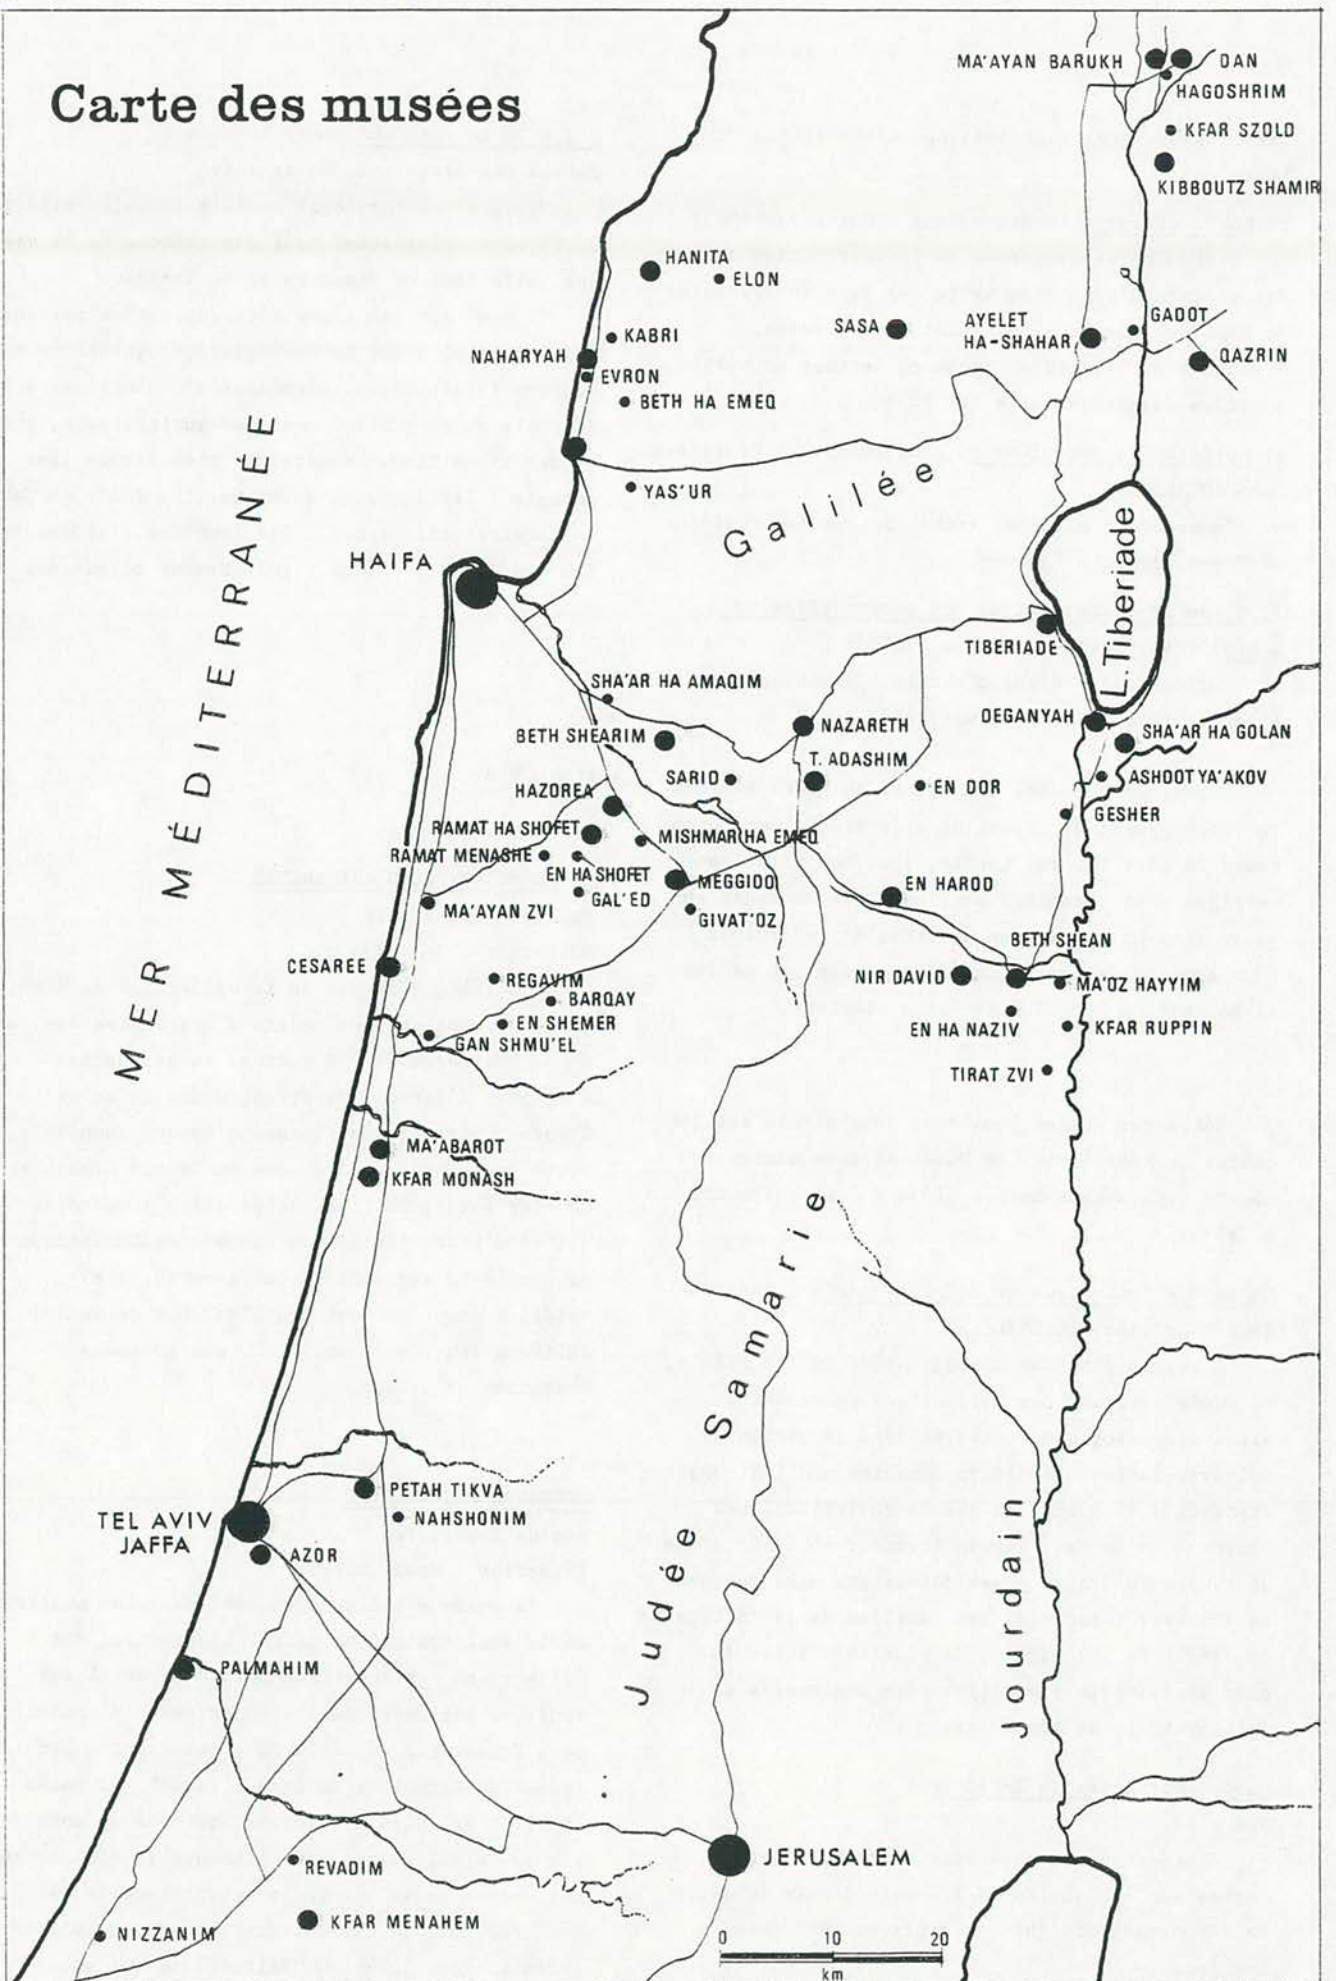 Carte des musées
MA'AYAN BARUKH
DAN
HAGOSHRIM
KFAR SZOLD
KIBBOUTZ SHAMIR
HANITA
ELON
KABRI
SASA
AYELET
HA-SHAHAR
GADOT
QAZRIN
NAHARYAH
EVRON
BETH HA EMEQ
YAS'UR
Galilée
HAIFA
MER MÉDITERRANÉE
L. Tiberiade
TIBERIADE
SHA'AR HA AMAQIM
NAZARETH
DEGANYAH
SHA'AR HA GOLAN
BETH SHEARIM
T. ADASHIM
SARID
EN DOR
ASHDOT YA'AKOV
GESHER
HAZOREA
RAMAT HA SHOFET
MISHMAR HA EMEQ
RAMAT MENASHE
EN HA SHOFET
MEGGIDO
GAL'ED
GIVAT'OZ
EN HAROD
MA'AYAN ZVI
BETH SHEAN
CESAREE
REGAVIM
NIR DAVID
MA'OZ HAYYIM
BARQAY
EN SHEMER
GAN SHMU'EL
EN HA NAZIV
KFAR RUPPIN
TIRAT ZVI
MA'ABAROT
KFAR MONASH
Samarie
PETAH TIKVA
NAHSHONIM
TEL AVIV
JAFFA
AZOR
Judée
Jourdain
PALMAHIM
JERUSALEM
REVADIM
KFAR MENAHEM
NIZZANIM
0 10 20
km